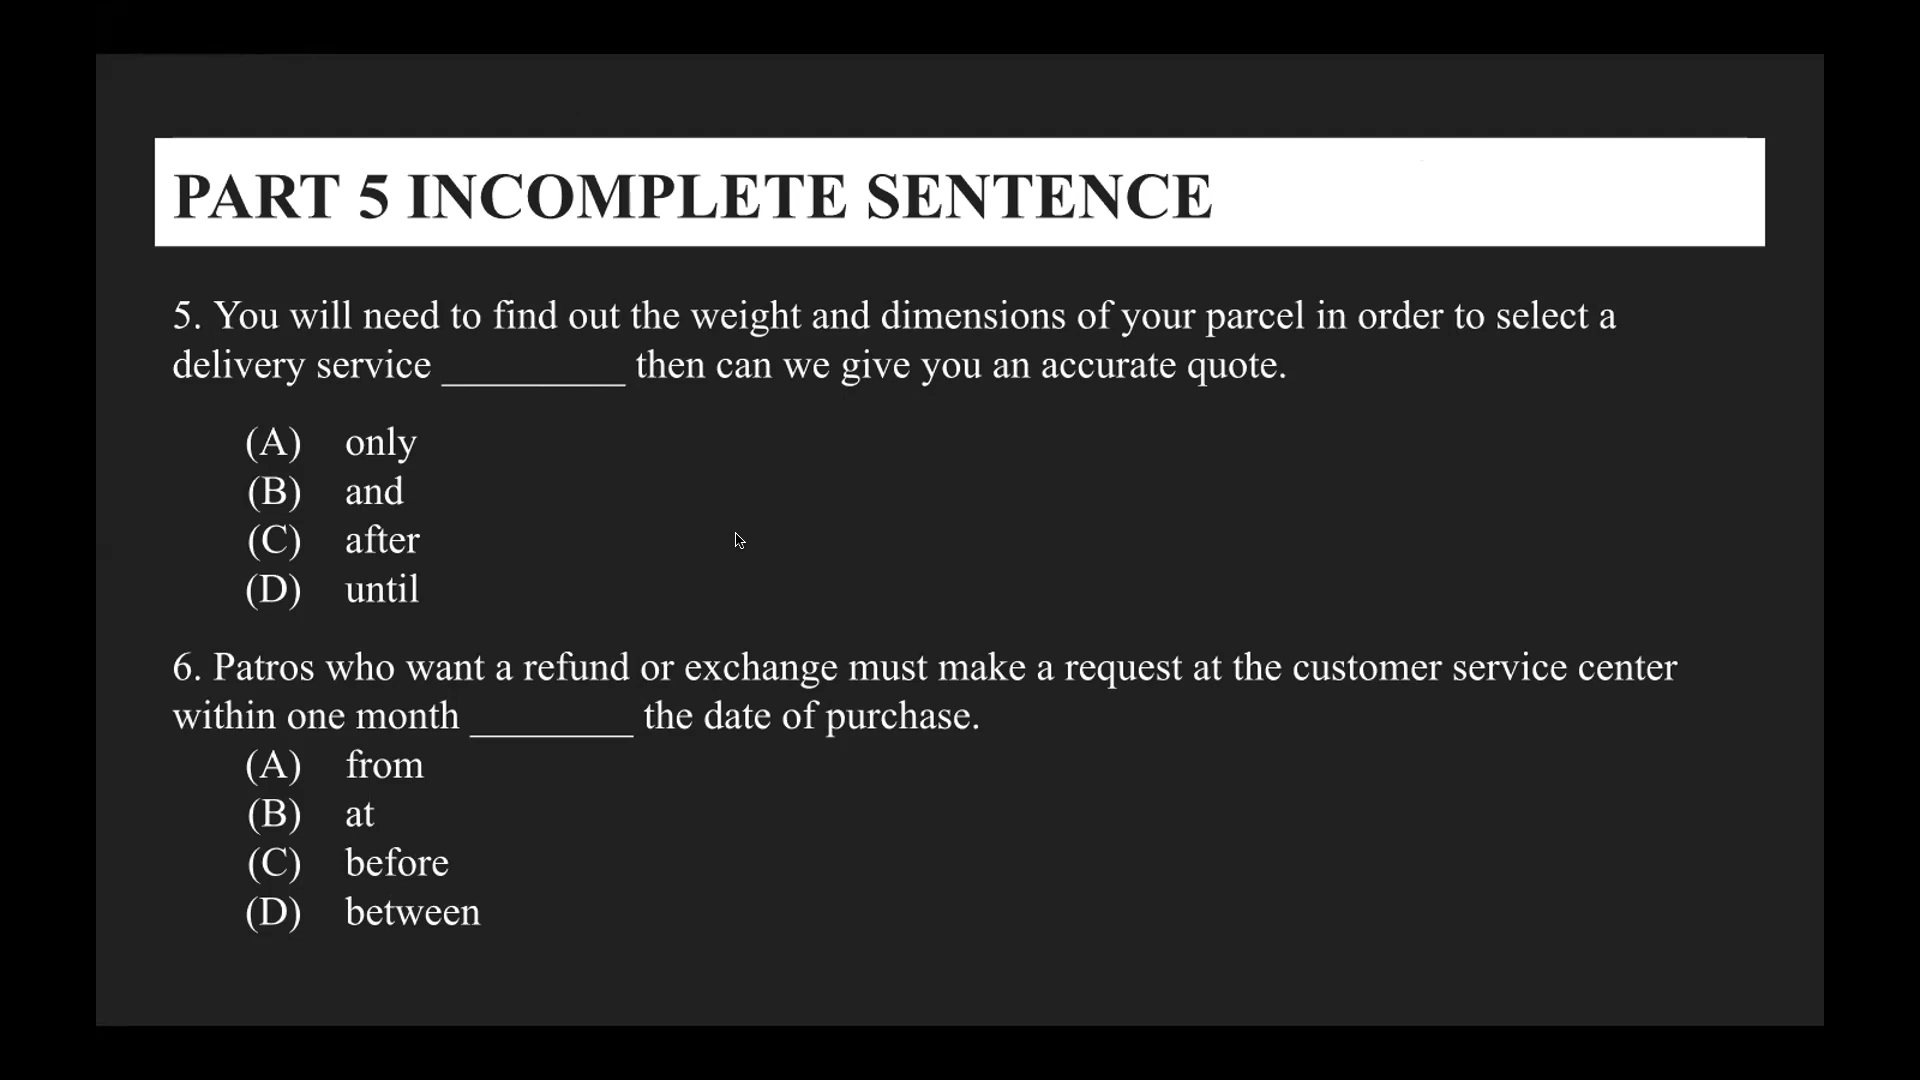 PART 5 INCOMPLETE SENTENCE
5. You will need to find out the weight and dimensions of your parcel in order to select a
delivery service _________ then can we give you an accurate quote.
(A) only
(B) and
(C) after
(D) until
6. Patros who want a refund or exchange must make a request at the customer service center
within one month ________ the date of purchase.
(A) from
(B) at
(C) before
(D) between